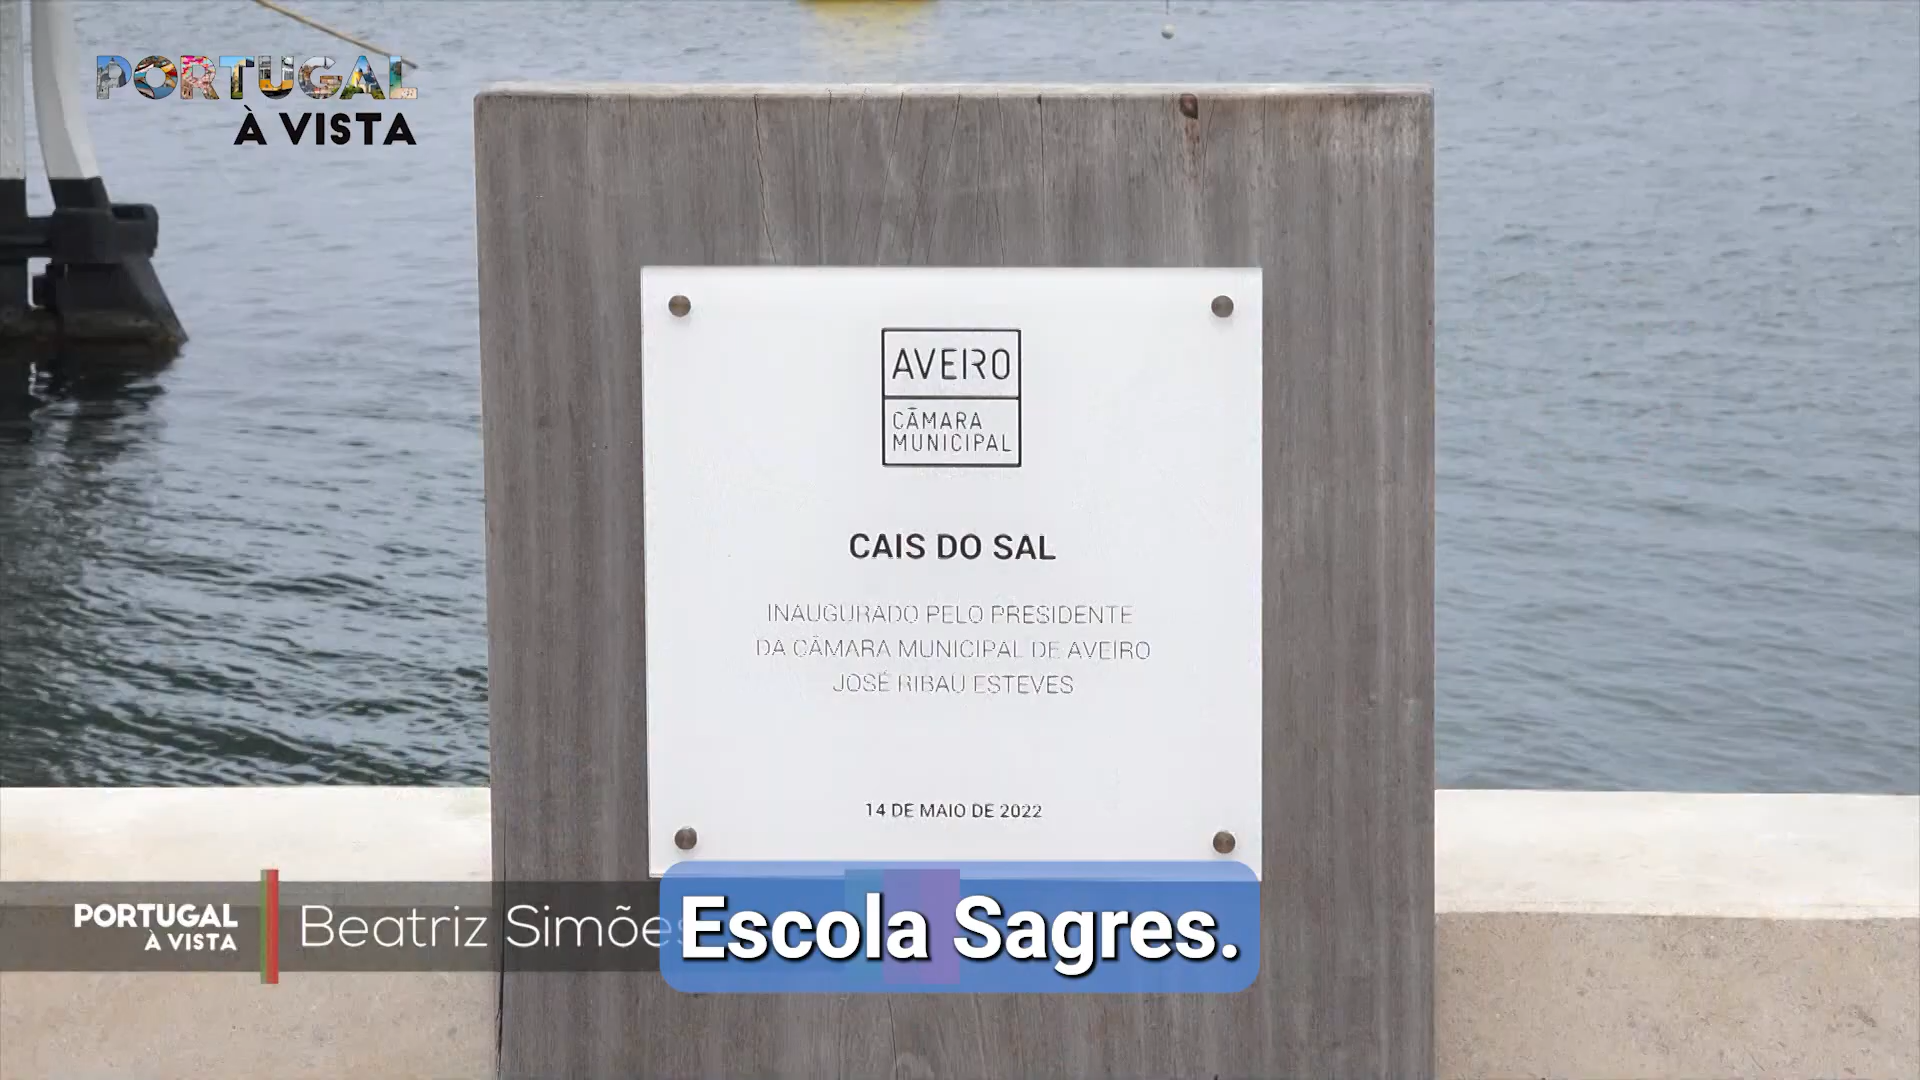 PORTUGAL
À VISTA
AVEIRO
CÂMARA
MUNICIPAL
CAIS DO SAL
INAUGURADO PELO PRESIDENTE
DA CÂMARA MUNICIPAL DE AVEIRO
JOSÉ RIBAU ESTEVES
14 DE MAIO DE 2022
PORTUGAL
À VISTA
Beatriz Simões
Escola Sagres.